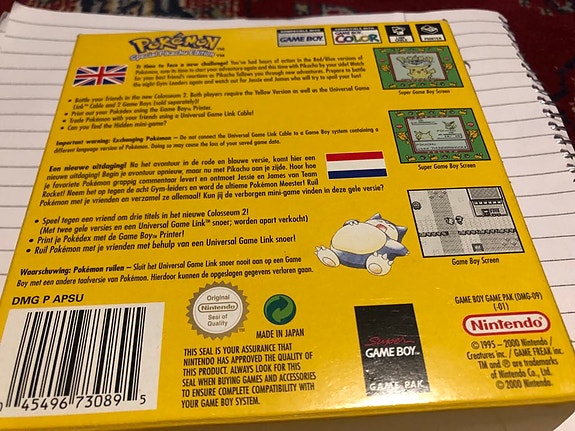 POKéMON™
Special Pikachu Edition
COMPATIBLE WITH
GAME BOY
COMPATIBLE WITH
GAME BOY
COLOR
PRINTER
It's time to face a new challenge! You've had hours of action in the Red/Blue versions of
Pokémon, now it's time to start your adventure again and this time with Pikachu by your side! Watch
for your best friend's reactions as Pikachu follows you through new adventures. Prepare to battle
the eight Gym Leaders again and watch out for Jessie and James who will try to spoil your fun!
• Battle your friends in the new Colosseum 2. Both players require the Yellow Version as well as the Universal Game
Link™ Cable and 2 Game Boys (sold separately)!
• Print out your Pokédex using the Game Boy™ Printer.
• Trade Pokémon with your friends using a Universal Game Link Cable!
• Can you find the hidden mini-game?
Important warning: Exchanging Pokémon – Do not connect the Universal Game Link Cable to a Game Boy system containing a
different language version of Pokémon. Doing so may cause the loss of your saved game data.
Super Game Boy Screen
Super Game Boy Screen
Game Boy Screen
Een nieuwe uitdaging! Na het avontuur in de rode en blauwe versie, komt hier een
nieuwe uitdaging! Begin je avontuur opnieuw, maar nu met Pikachu aan je zijde. Hoor hoe
je favoriete Pokémon grappig commentaar levert! En ontmoet Jessie en James van Team
Rocket! Neem het op tegen de acht Gym-leiders en word de ultieme Pokémon Meester! Ruil
Pokémon met je vrienden en verzamel ze allemaal! Kun jij de verborgen mini-game vinden in deze versie?
• Speel tegen een vriend om drie titels in het nieuwe Colosseum 2!
(Met twee gele versies en een Universal Game Link™ snoer; worden apart verkocht)
• Print je Pokédex met de Game Boy™ Printer!
• Ruil Pokémon met je vrienden met behulp van een Universal Game Link snoer!
Waarschuwing: Pokémon ruilen – Sluit het Universal Game Link snoer nooit aan op een Game
Boy met een andere taalversie van Pokémon. Hierdoor kunnen de opgeslagen gegevens verloren gaan.
DMG P APSU
0 45496 73089 5
Original
Nintendo
Seal of
Quality
MADE IN JAPAN
THIS SEAL IS YOUR ASSURANCE THAT
NINTENDO HAS APPROVED THE QUALITY OF
THIS PRODUCT. ALWAYS LOOK FOR THIS
SEAL WHEN BUYING GAMES AND ACCESSORIES
TO ENSURE COMPLETE COMPATIBILITY WITH
YOUR GAME BOY SYSTEM.
Super
GAME BOY
GAME PAK
GAME BOY GAME PAK (DMG-09)
(-01)
Nintendo®
© 1995 – 2000 Nintendo/
Creatures inc. / GAME FREAK inc.
TM and ® are trademarks
of Nintendo Co., Ltd.
© 2000 Nintendo.